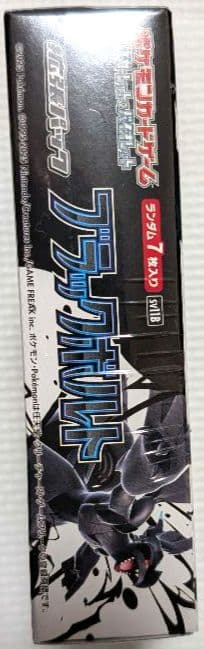 ポケモンカードゲーム
拡張パック
ブラックボルト
ランダム7枚入り
SV11B
©2025 Pokémon. ©1995-2025 Nintendo/Creatures Inc./GAME FREAK inc. ポケモン・Pokémonは任天堂・クリーチャーズ・ゲームフリークの登録商標です。